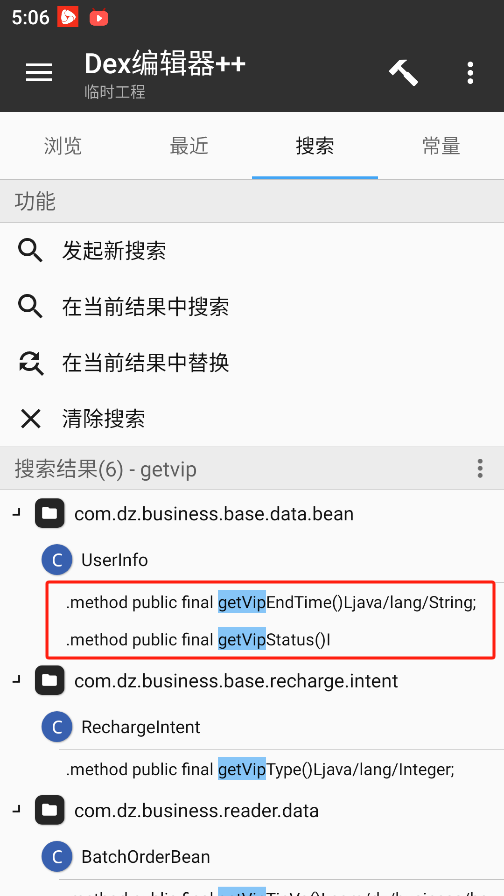 5:06
Dex编辑器++
临时工程
浏览 最近 搜索 常量
功能
发起新搜索
在当前结果中搜索
在当前结果中替换
清除搜索
搜索结果(6) - getvip
com.dz.business.base.data.bean
C UserInfo
.method public final getVipEndTime()Ljava/lang/String;
.method public final getVipStatus()I
com.dz.business.base.recharge.intent
C RechargeIntent
.method public final getVipType()Ljava/lang/Integer;
com.dz.business.reader.data
C BatchOrderBean
.method public final